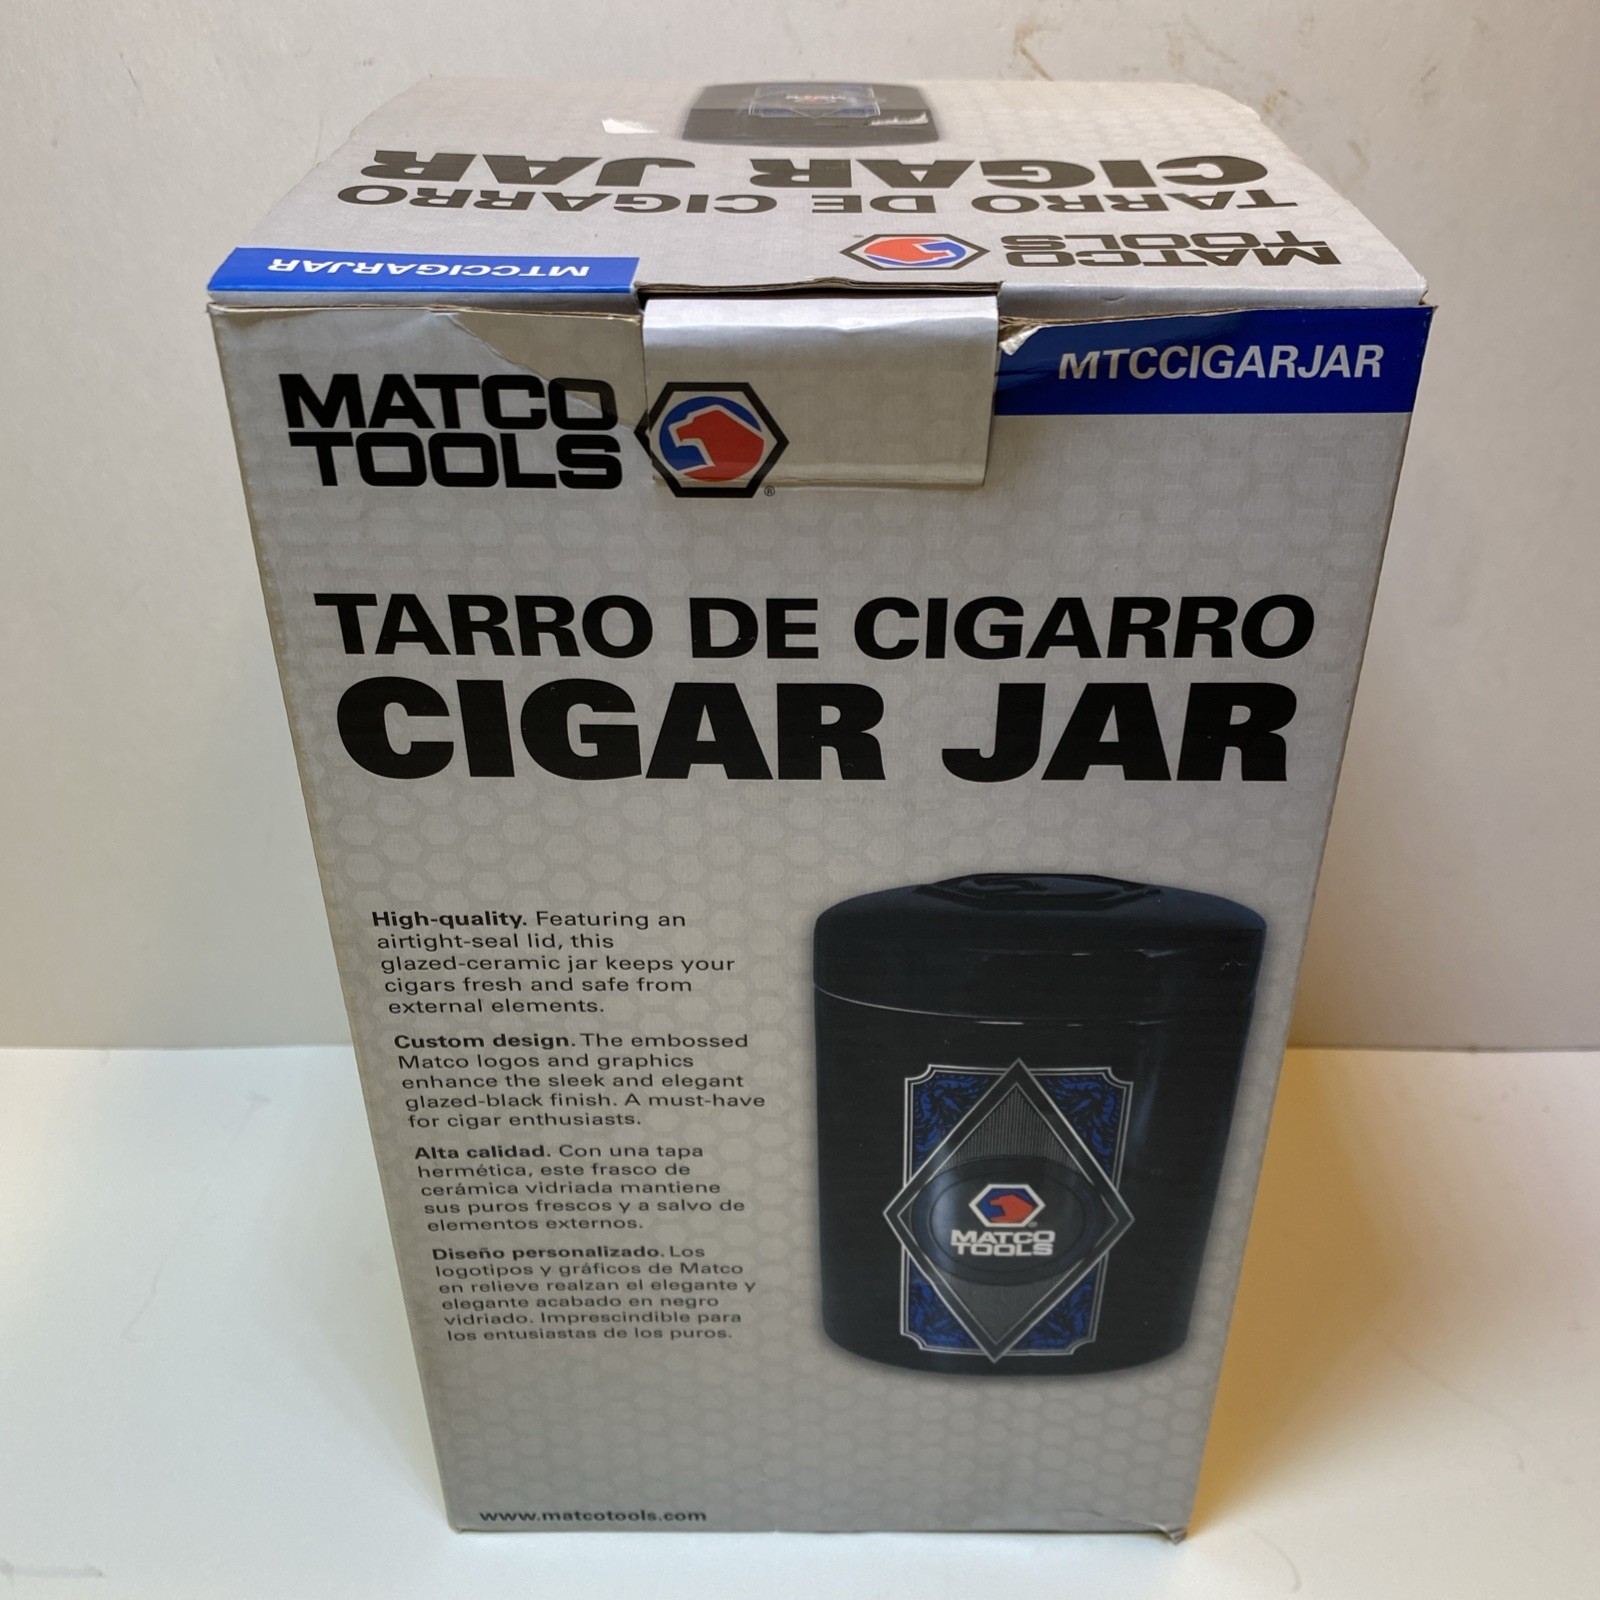 CIGAR JAR
TARRO DE CIGARRO
MATCO
TOOLS
MTCCIGARJAR
MATCO
TOOLS
®
MTCCIGARJAR
TARRO DE CIGARRO
CIGAR JAR
High-quality. Featuring an
airtight-seal lid, this
glazed-ceramic jar keeps your
cigars fresh and safe from
external elements.
Custom design. The embossed
Matco logos and graphics
enhance the sleek and elegant
glazed-black finish. A must-have
for cigar enthusiasts.
Alta calidad. Con una tapa
hermética, este frasco de
cerámica vidriada mantiene
sus puros frescos y a salvo de
elementos externos.
Diseño personalizado. Los
logotipos y gráficos de Matco
en relieve realzan el elegante y
elegante acabado en negro
vidriado. Imprescindible para
los entusiastas de los puros.
MATCO
TOOLS
www.matcotools.com